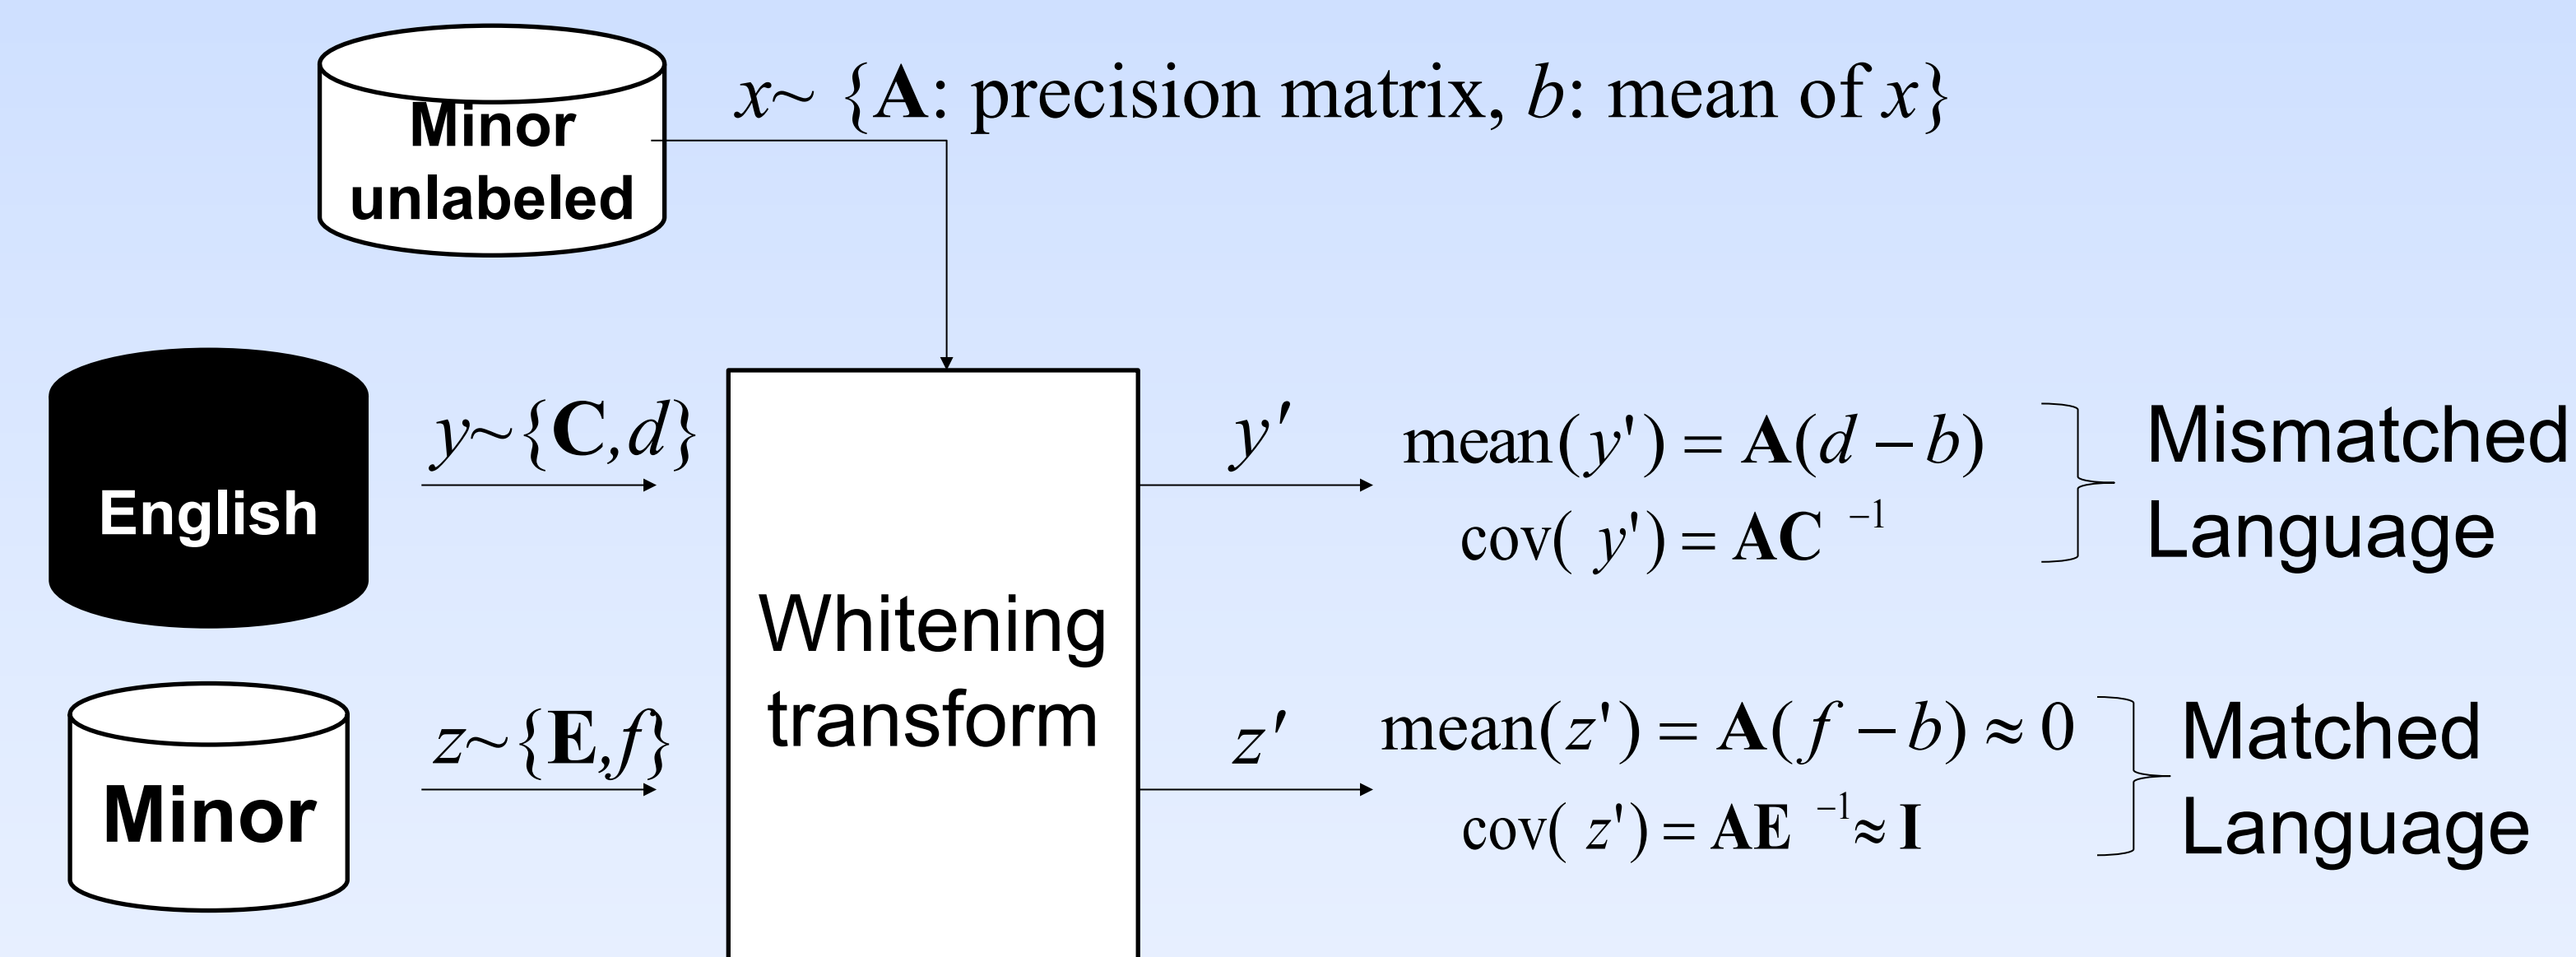 Minor
unlabeled
x~ {A: precision matrix, b: mean of x}
English
y~{C,d}
y'
mean(y') = A(d − b)
cov( y') = AC ⁻¹
Mismatched
Language
Whitening
transform
Minor
z~{E,f}
z'
mean(z') = A(f − b) ≈ 0
cov( z') = AE ⁻¹≈ I
Matched
Language